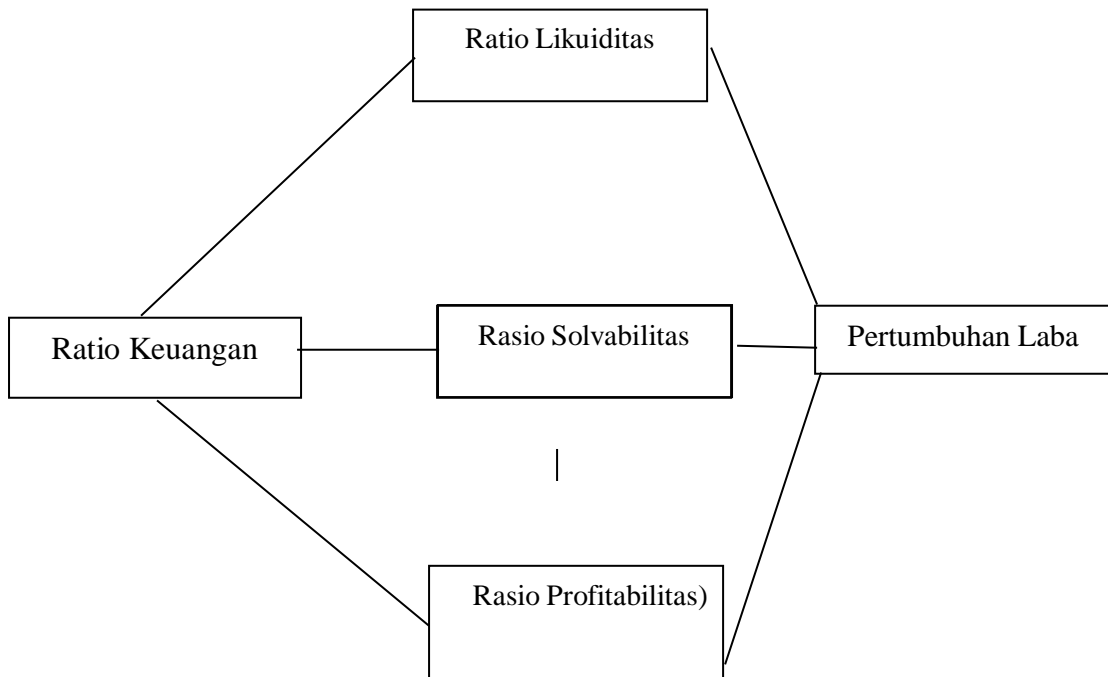 Ratio Likuiditas
Ratio Keuangan
Rasio Solvabilitas
Pertumbuhan Laba
Rasio Profitabilitas)